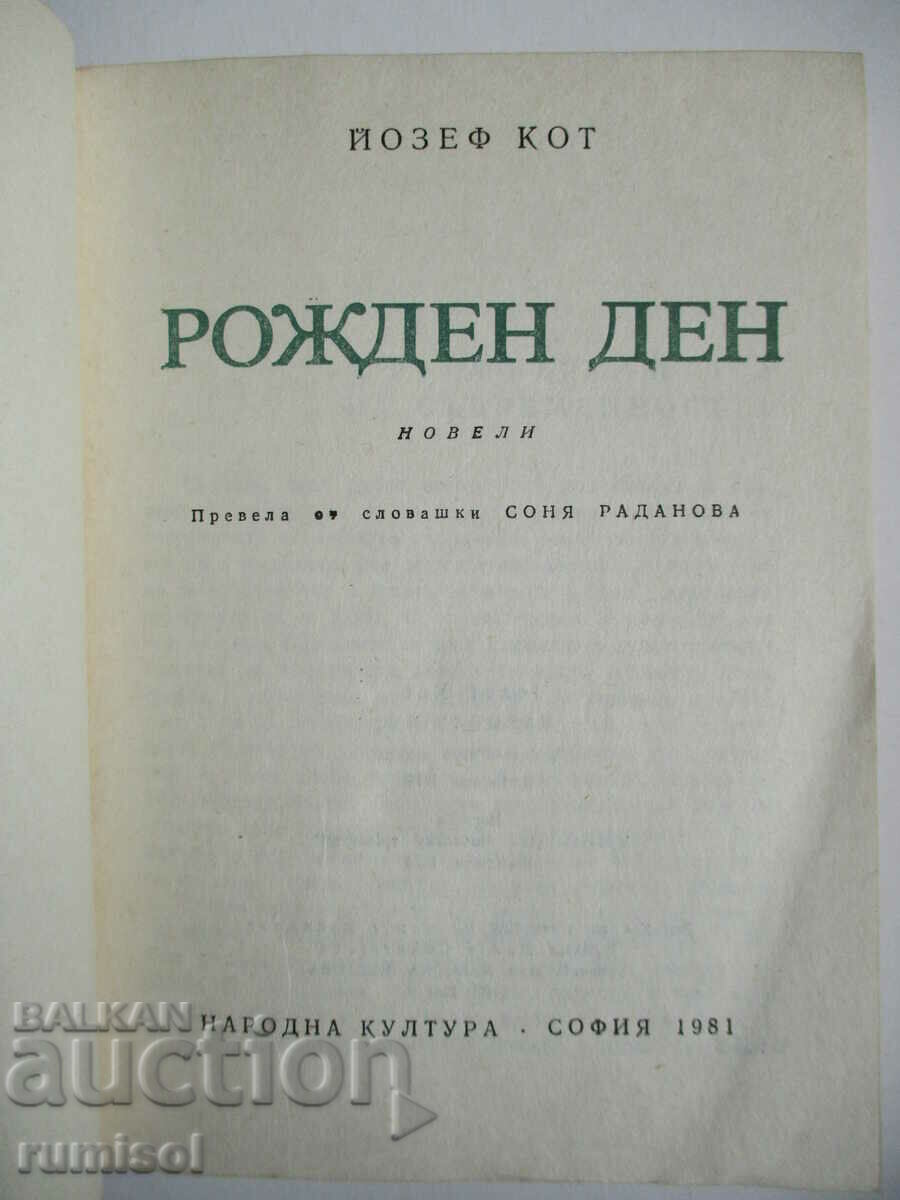 ЙОЗЕФ КОТ
РОЖДЕН ДЕН
НОВЕЛИ
Превела от словашки СОНЯ РАДАНОВА
НАРОДНА КУЛТУРА · СОФИЯ 1981
BALKAN
auction
rumisol